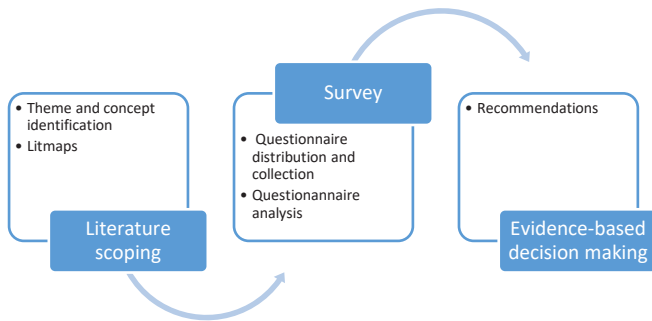 • Theme and concept
identification
• Litmaps
Literature
scoping
Survey
• Questionnaire
distribution and
collection
• Questionannaire
analysis
• Recommendations
Evidence-based
decision making